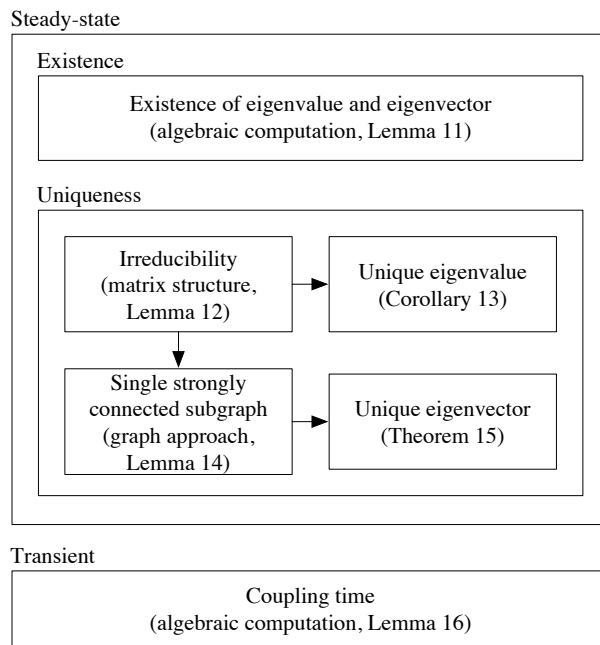 Steady-state
Existence
Existence of eigenvalue and eigenvector
(algebraic computation, Lemma 11)
Uniqueness
Irreducibility
(matrix structure,
Lemma 12)
Unique eigenvalue
(Corollary 13)
Single strongly
connected subgraph
(graph approach,
Lemma 14)
Unique eigenvector
(Theorem 15)
Transient
Coupling time
(algebraic computation, Lemma 16)